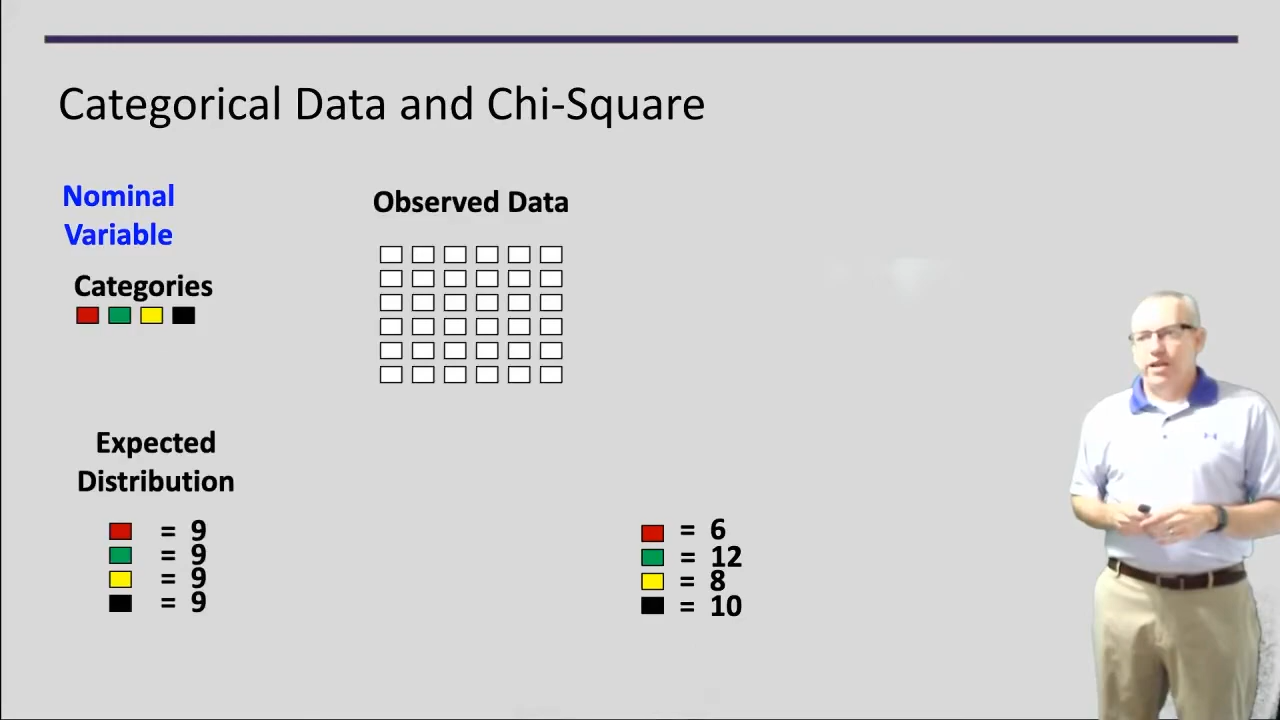 Categorical Data and Chi-Square
Nominal
Variable
Categories
Observed Data
Expected
Distribution
= 9
= 9
= 9
= 9
= 6
= 12
= 8
= 10